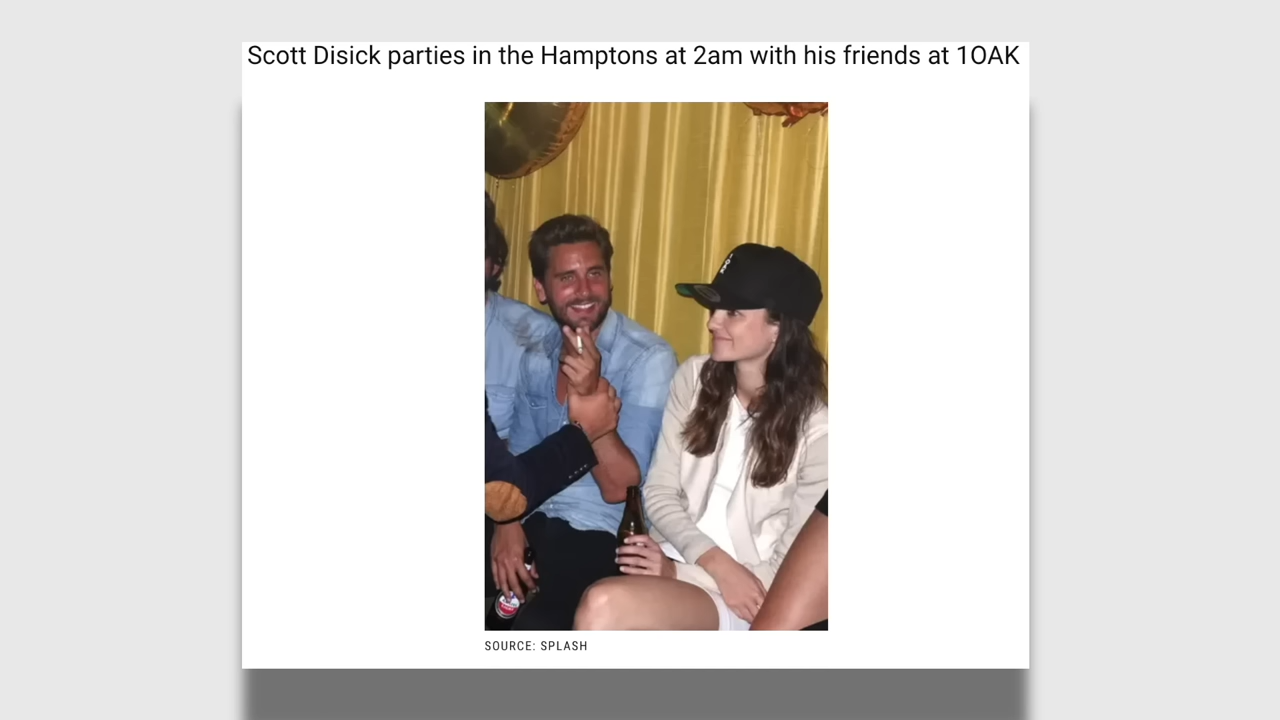 Scott Disick parties in the Hamptons at 2am with his friends at 1OAK
SOURCE: SPLASH